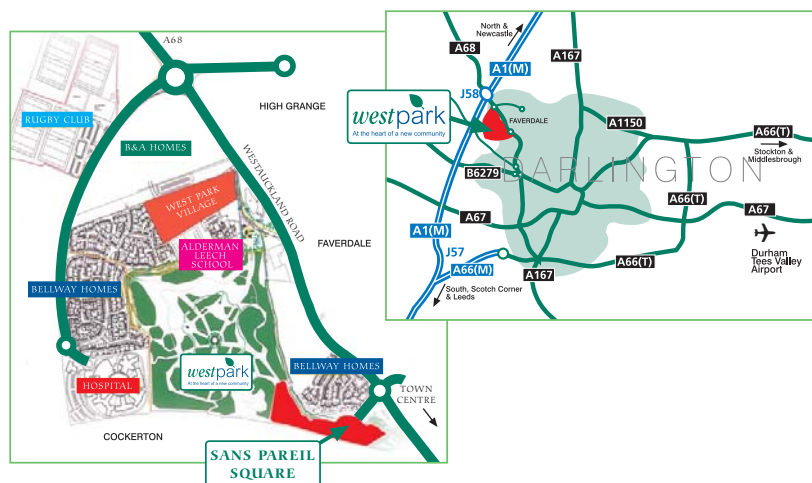 A68
HIGH GRANGE
RUGBY CLUB
B&A HOMES
WESTAUCKLAND ROAD
WEST PARK
VILLAGE
FAVERDALE
ALDERMAN
LEECH
SCHOOL
BELLWAY HOMES
westpark
At the heart of a new community
BELLWAY HOMES
HOSPITAL
TOWN
CENTRE
COCKERTON
SANS PAREIL
SQUARE
North &
Newcastle
A68
A167
A1(M)
J58
westpark
At the heart of a new community
FAVERDALE
A1150
A66(T)
Stockton &
Middlesbrough
DARLINGTON
B6279
A66(T)
A67
A67
A1(M)
J57
Durham
Tees Valley
Airport
A66(M)
A167
A66(T)
South, Scotch Corner
& Leeds